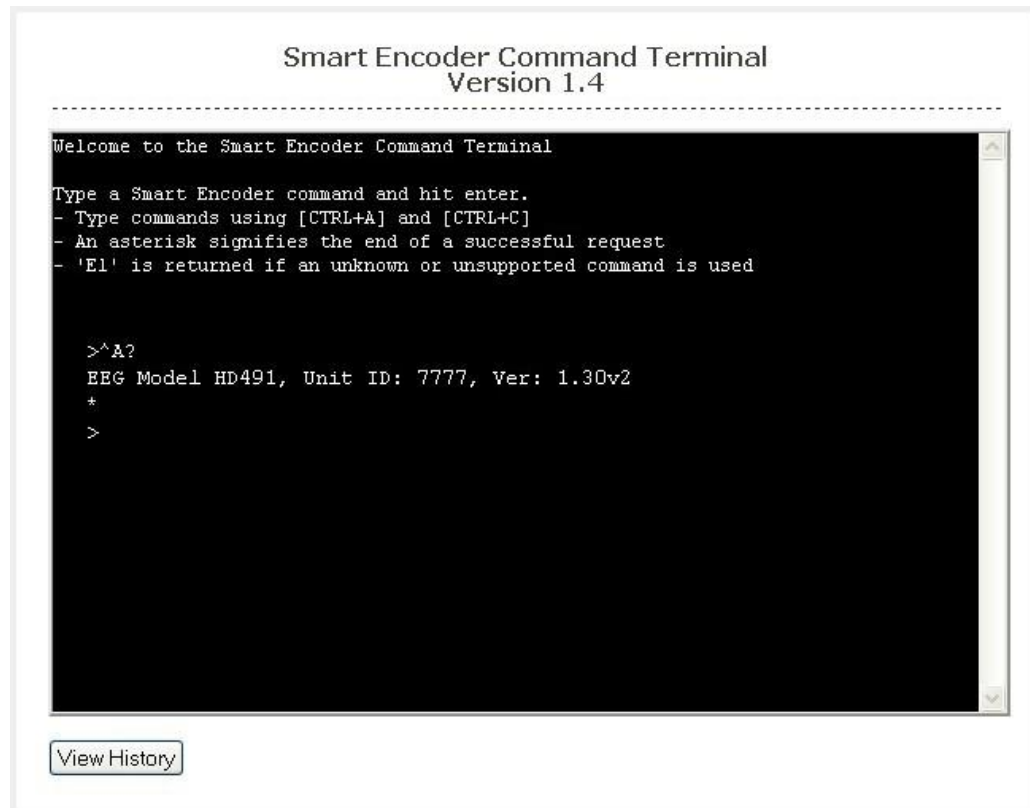 Smart Encoder Command Terminal
Version 1.4
Welcome to the Smart Encoder Command Terminal
Type a Smart Encoder command and hit enter.
- Type commands using [CTRL+A] and [CTRL+C]
- An asterisk signifies the end of a successful request
- 'E1' is returned if an unknown or unsupported command is used
>^A?
EEG Model HD491, Unit ID: 7777, Ver: 1.30v2
*
>
View History